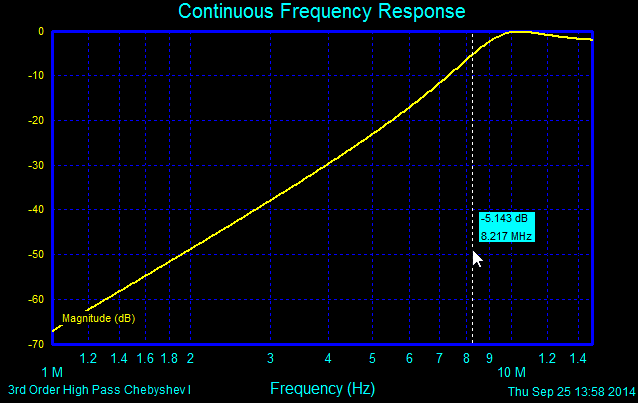 Continuous Frequency Response
0
-10
-20
-30
-40
-50
-60
-70
-5.143 dB
8.217 MHz
Magnitude (dB)
1.2 1.4 1.6 1.8 2 3 4 5 6 7 8 9 1.2 1.4
1 M 10 M
3rd Order High Pass Chebyshev I Frequency (Hz) Thu Sep 25 13:58 2014